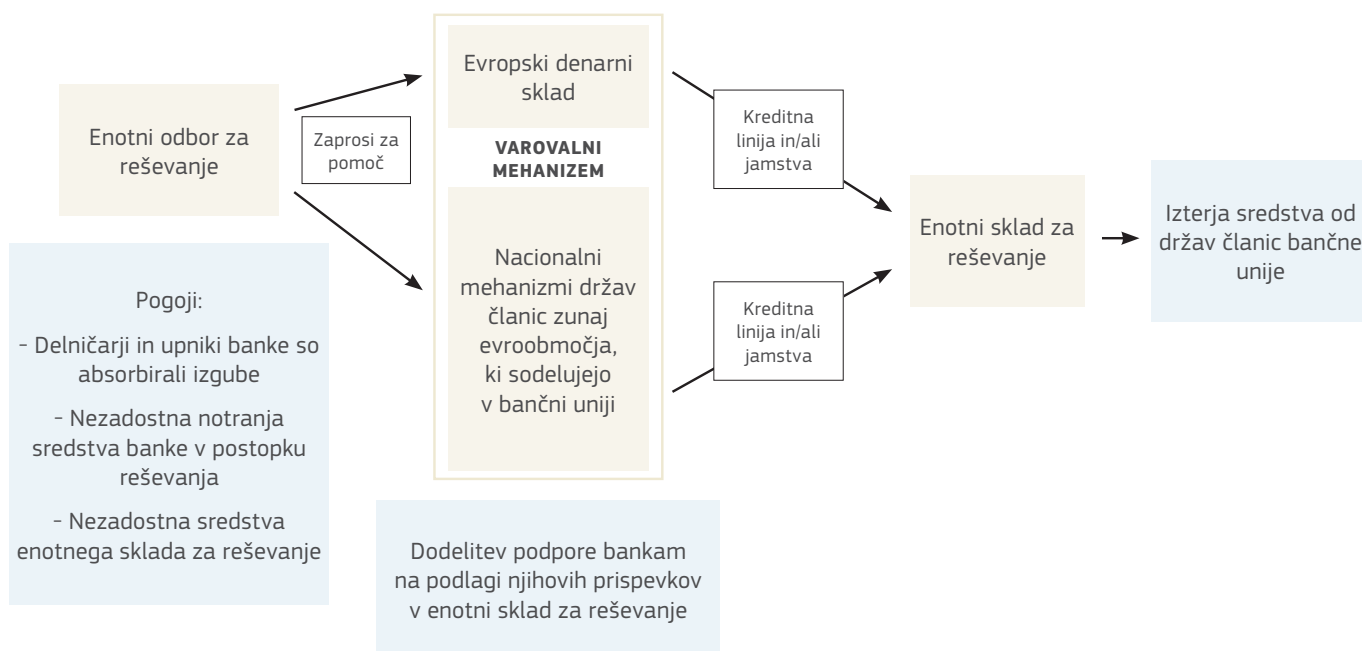 Enotni odbor za
reševanje
Zaprosi za
pomoč
Pogoji:
- Delničarji in upniki banke so
absorbirali izgube
- Nezadostna notranja
sredstva banke v postopku
reševanja
- Nezadostna sredstva
enotnega sklada za reševanje
Evropski denarni
sklad
VAROVALNI
MEHANIZEM
Nacionalni
mehanizmi držav
članic zunaj
evroobmočja,
ki sodelujejo
v bančni uniji
Dodelitev podpore bankam
na podlagi njihovih prispevkov
v enotni sklad za reševanje
Kreditna
linija in/ali
jamstva
Kreditna
linija in/ali
jamstva
Enotni sklad za
reševanje
Izterja sredstva od
držav članic bančne
unije